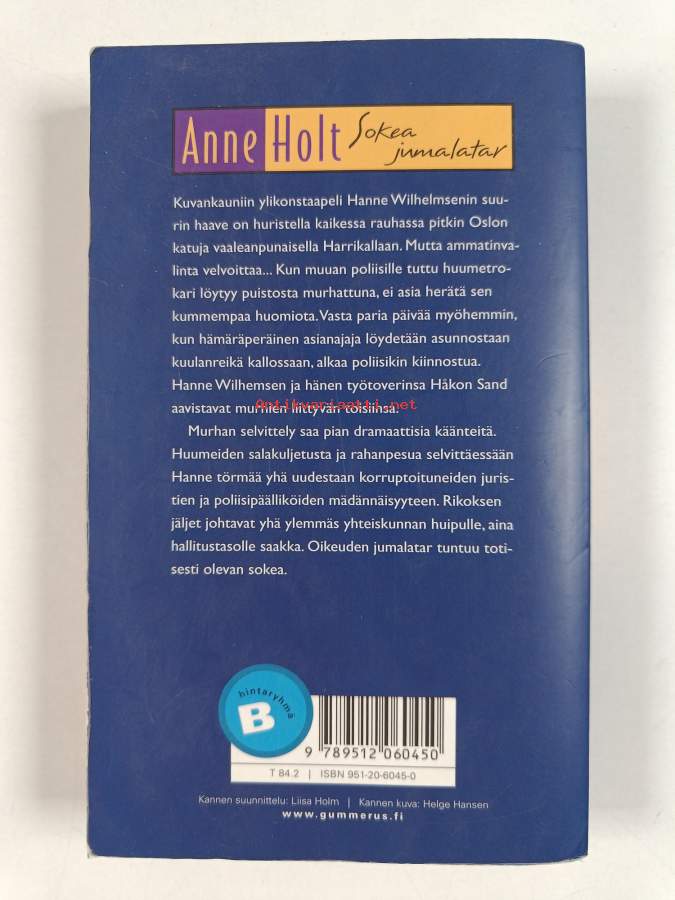 Anne Holt Sokea jumalatar
Kuvankauniin ylikonstaapeli Hanne Wilhelmsenin suu-
rin haave on huristella kaikessa rauhassa pitkin Oslon
katuja vaaleanpunaisella Harrikallaan. Mutta ammatinva-
linta velvoittaa... Kun muuan poliisille tuttu huumetro-
kari löytyy puistosta murhattuna, ei asia herätä sen
kummempaa huomiota. Vasta paria päivää myöhemmin,
kun hämäräperäinen asianajaja löydetään asunnostaan
kuulanreikä kallossaan, alkaa poliisikin kiinnostua.
Hanne Wilhemsen ja hänen työtoverinsa Håkon Sand
aavistavat murhien liittyvän toisiinsa.
Antikvariaatti.net
Murhan selvittely saa pian dramaattisia käänteitä.
Huumeiden salakuljetusta ja rahanpesua selvittäessään
Hanne törmää yhä uudestaan korruptoituneiden juris-
tien ja poliisipäälliköiden mädännäisyyteen. Rikoksen
jäljet johtavat yhä ylemmäs yhteiskunnan huipulle, aina
hallitustasolle saakka. Oikeuden jumalatar tuntuu toti-
sesti olevan sokea.
hintaryhmä
B
9 789512 060450
T 84.2 | ISBN 951-20-6045-0
Kannen suunnittelu: Liisa Holm | Kannen kuva: Helge Hansen
www.gummerus.fi